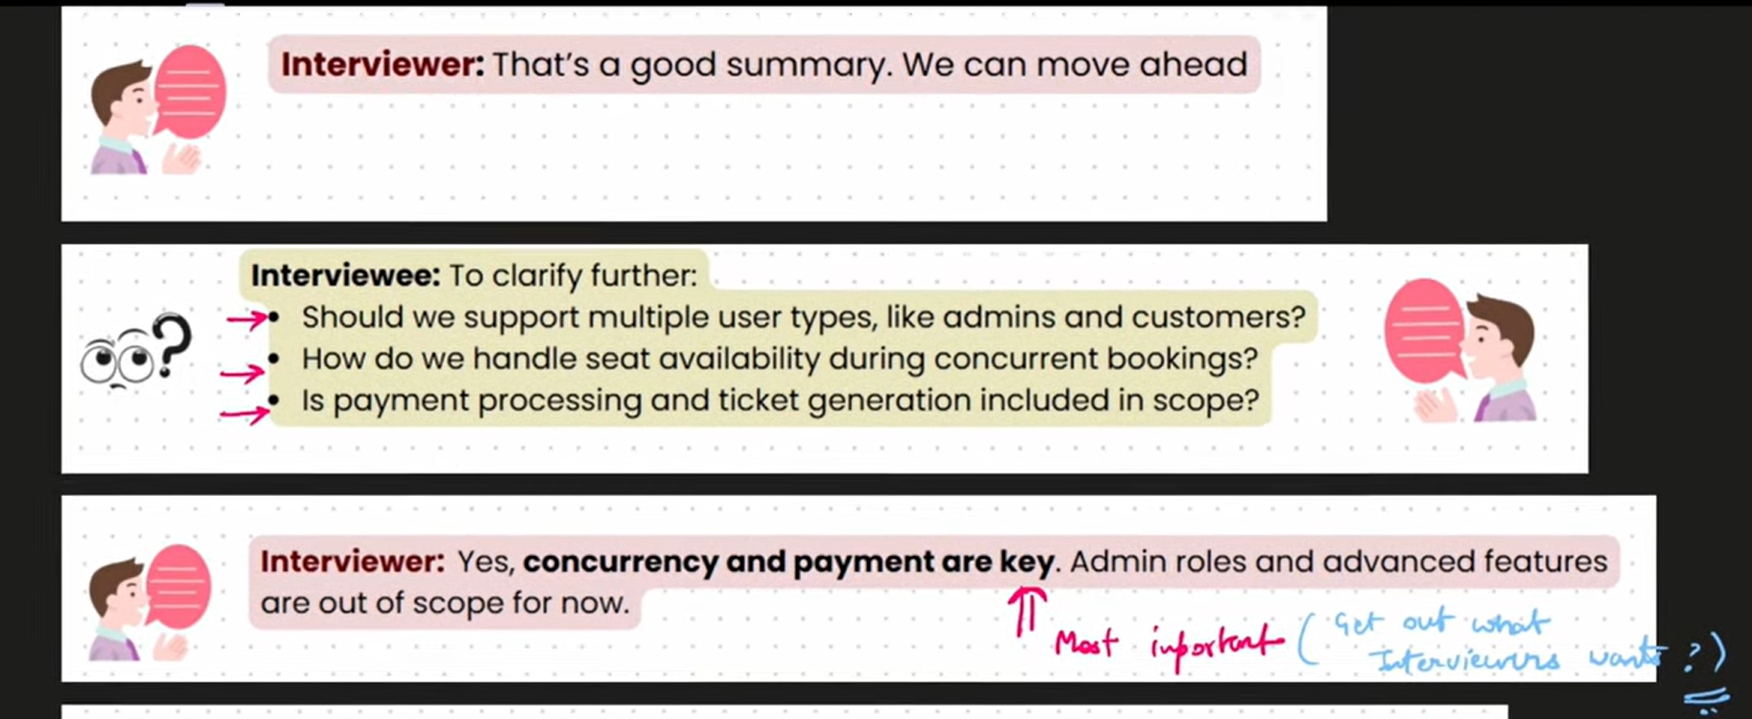 Interviewer: That's a good summary. We can move ahead
Interviewee: To clarify further:
• Should we support multiple user types, like admins and customers?
• How do we handle seat availability during concurrent bookings?
• Is payment processing and ticket generation included in scope?
Interviewer: Yes, concurrency and payment are key. Admin roles and advanced features
are out of scope for now.
Most important (Get out what
Interviewers wants ?)